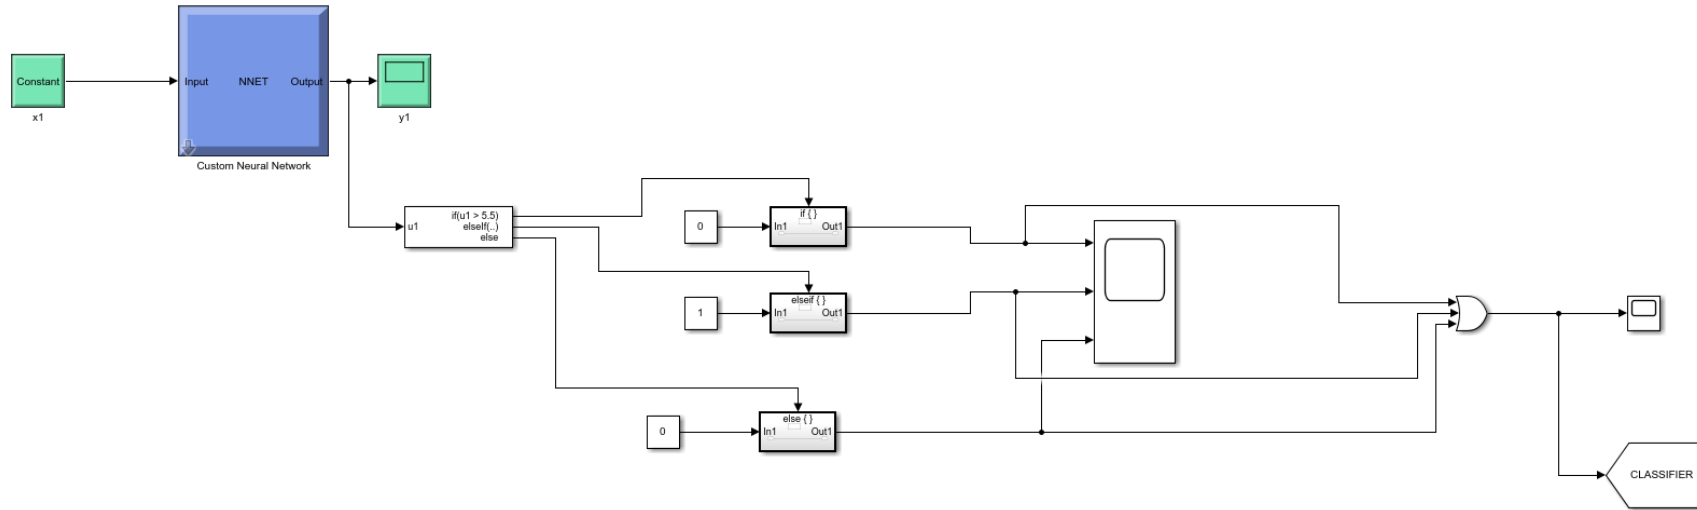 Constant
x1
Input
NNET
Output
Custom Neural Network
y1
u1
if(u1 > 5.5)
elseif(..)
else
0
if { }
In1
Out1
1
elseif { }
In1
Out1
0
else { }
In1
Out1
CLASSIFIER